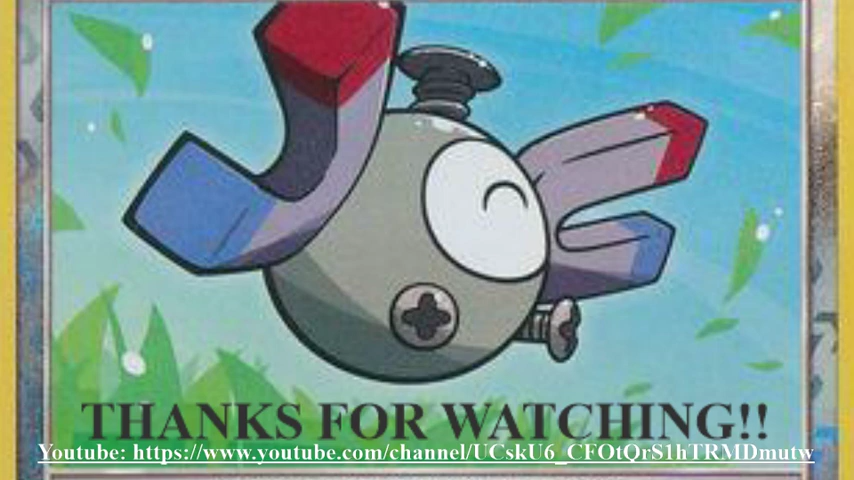 THANKS FOR WATCHING!!
Youtube: https://www.youtube.com/channel/UCskU6_CFOtQrS1hTRMDmutw